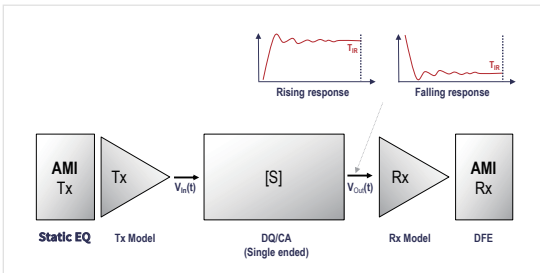 T_IR
T_IR
Rising response
Falling response
AMI
Tx
Tx
V_In(t)
[S]
V_Out(t)
Rx
AMI
Rx
Static EQ
Tx Model
DQ/CA
(Single ended)
Rx Model
DFE